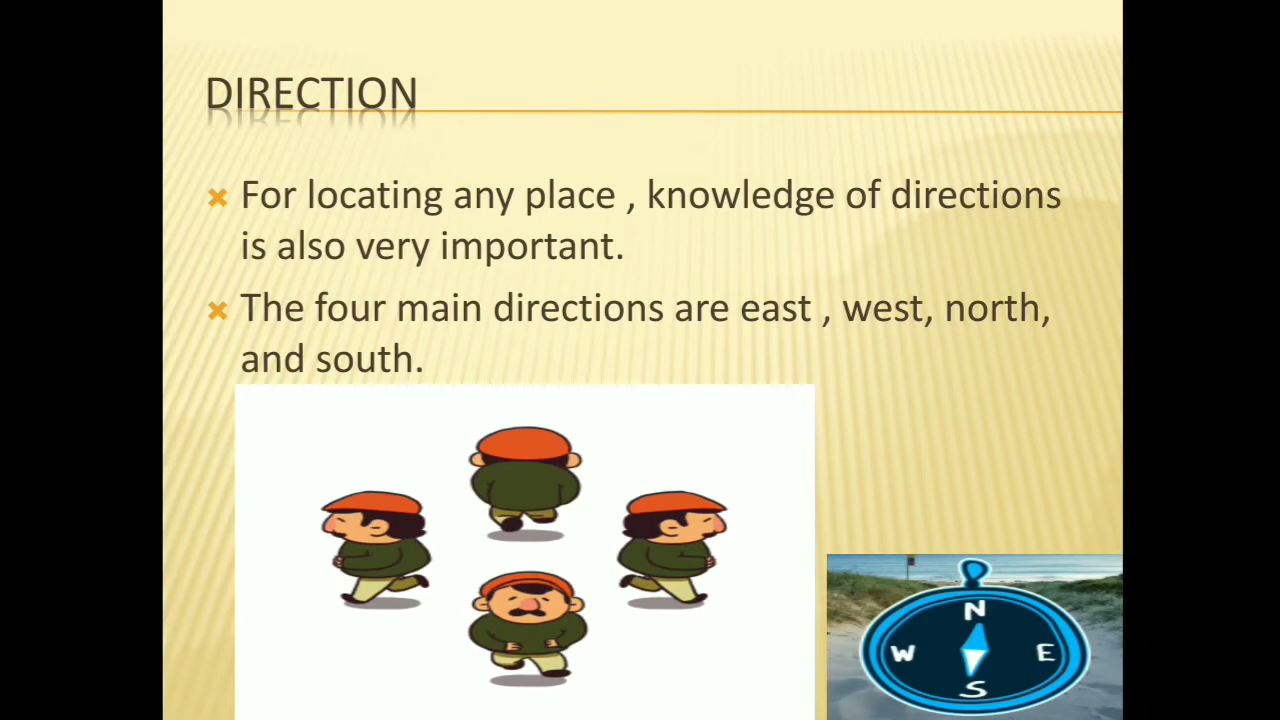 DIRECTION
For locating any place , knowledge of directions
is also very important.
The four main directions are east , west, north,
and south.
N
W E
S